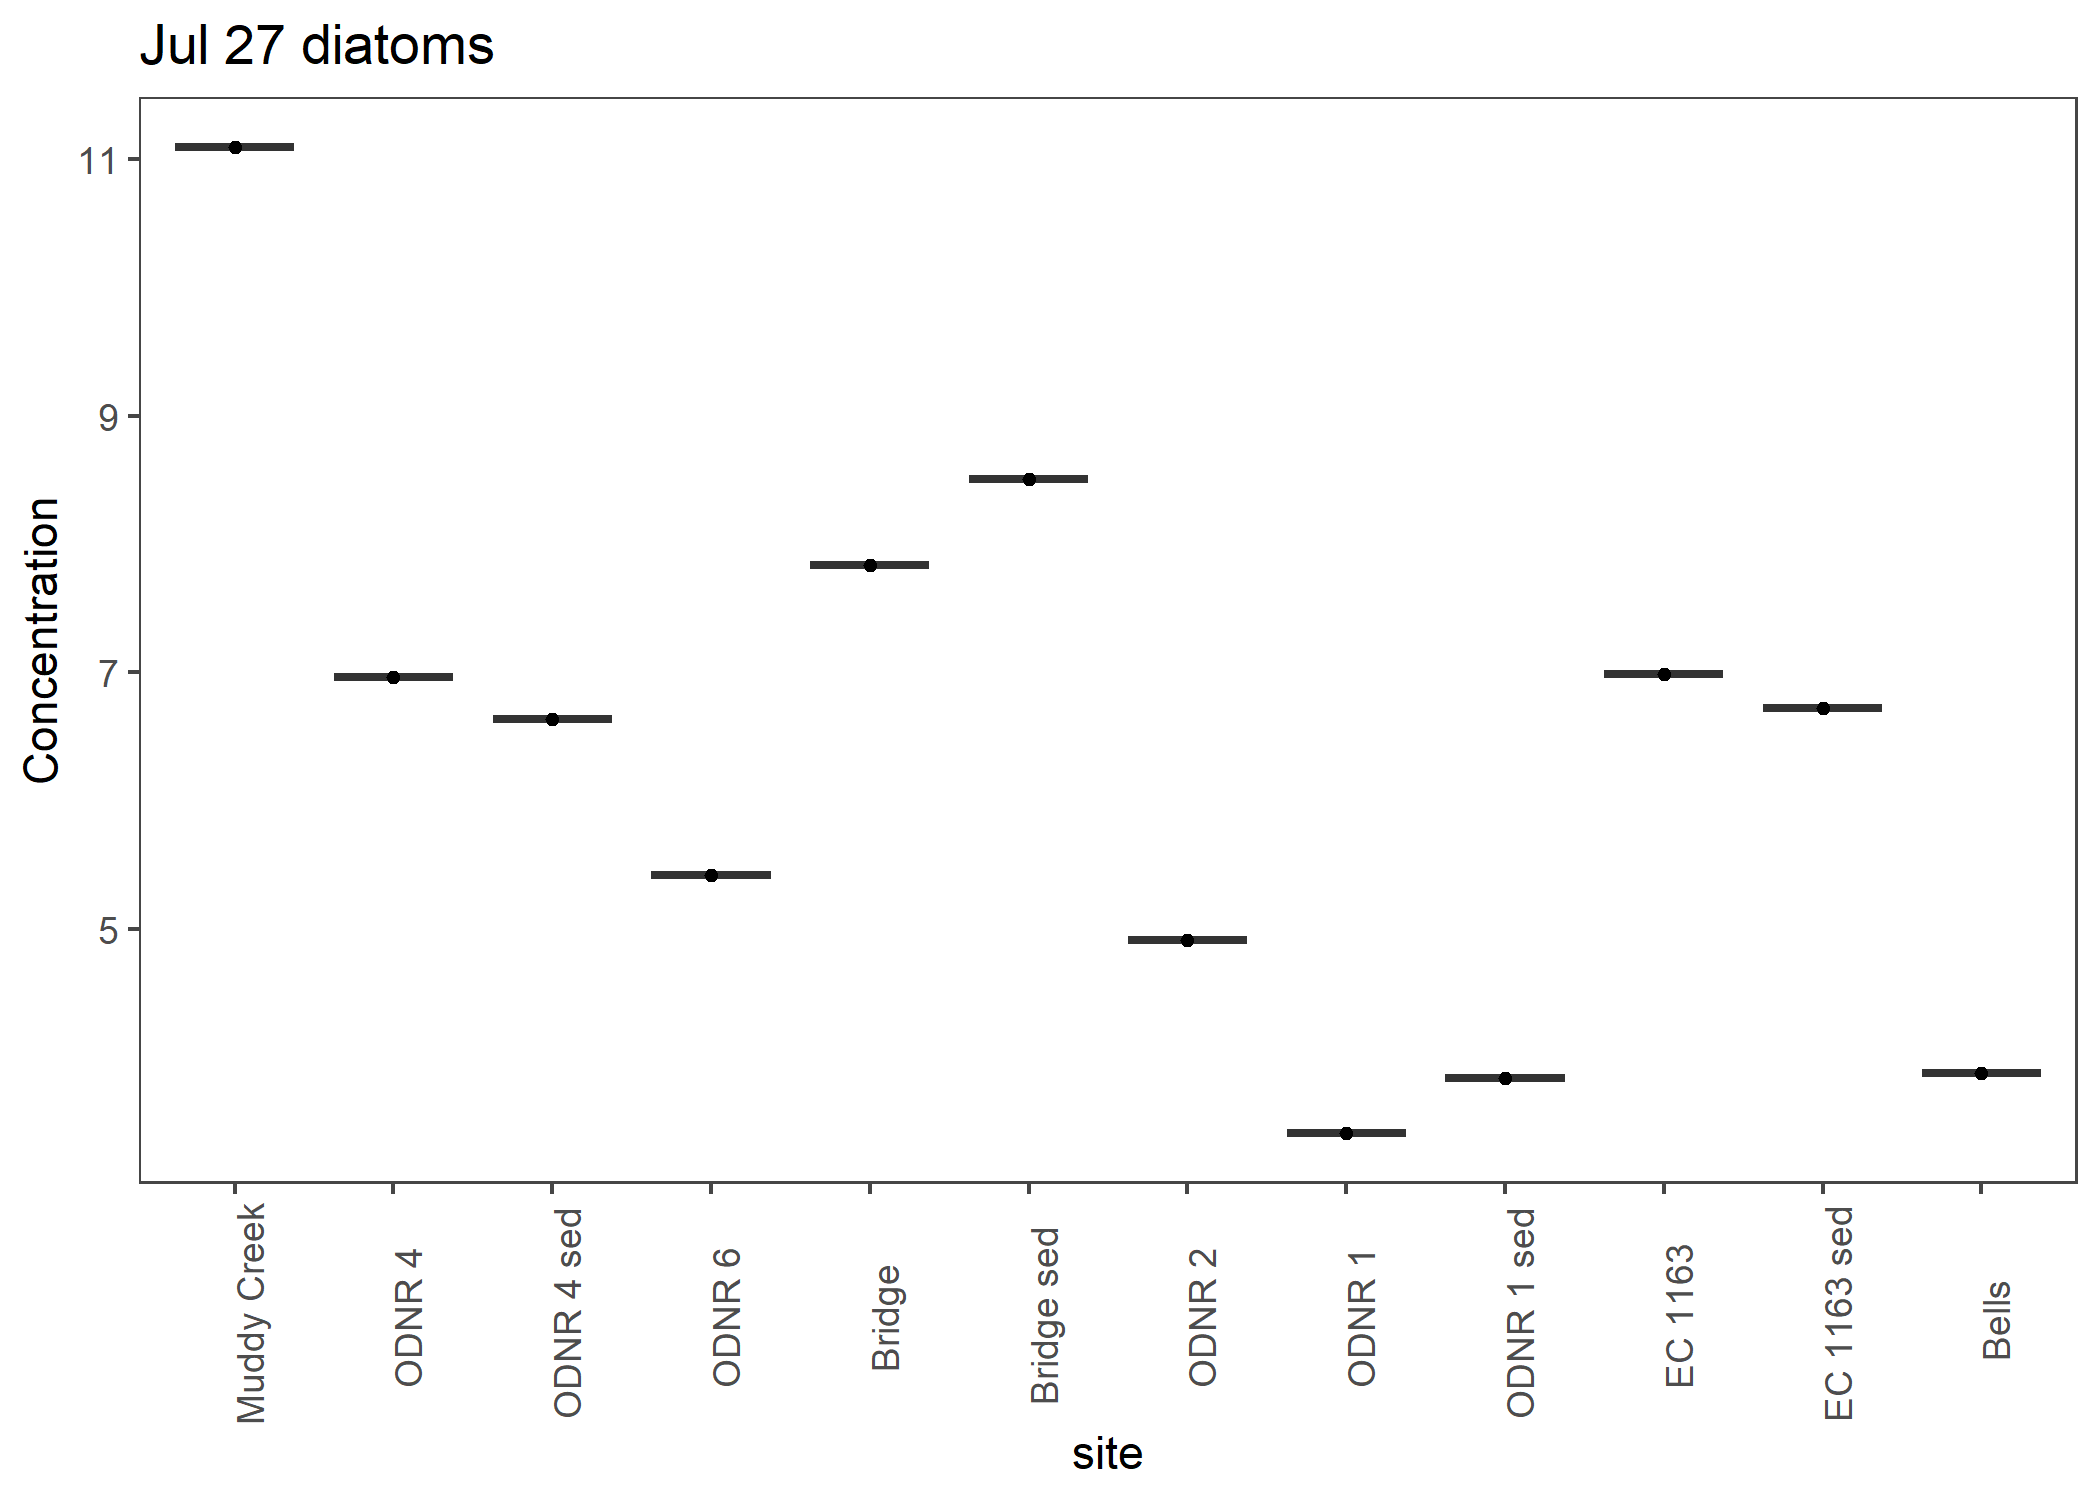 Jul 27 diatoms
Concentration
11
9
7
5
Muddy Creek
ODNR 4
ODNR 4 sed
ODNR 6
Bridge
Bridge sed
ODNR 2
ODNR 1
ODNR 1 sed
EC 1163
EC 1163 sed
Bells
site